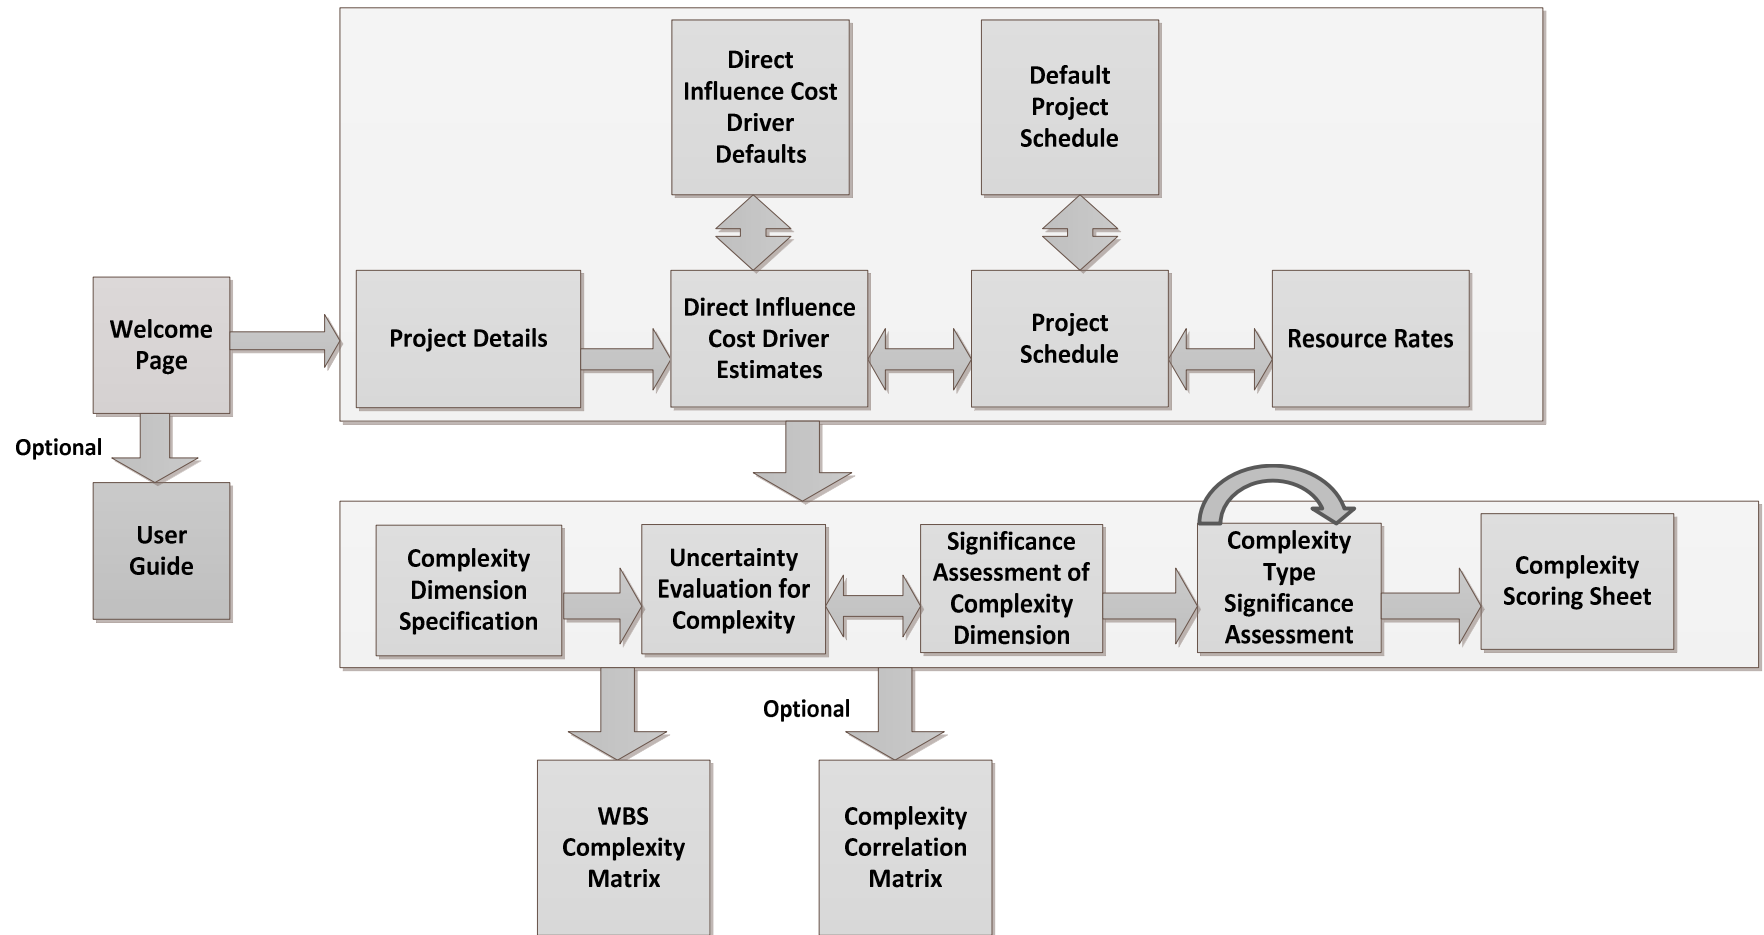 Direct
Influence Cost
Driver
Defaults
Default
Project
Schedule
Welcome
Page
Project Details
Direct Influence
Cost Driver
Estimates
Project
Schedule
Resource Rates
Optional
User
Guide
Complexity
Dimension
Specification
Uncertainty
Evaluation for
Complexity
Significance
Assessment of
Complexity
Dimension
Complexity
Type
Significance
Assessment
Complexity
Scoring Sheet
Optional
WBS
Complexity
Matrix
Complexity
Correlation
Matrix